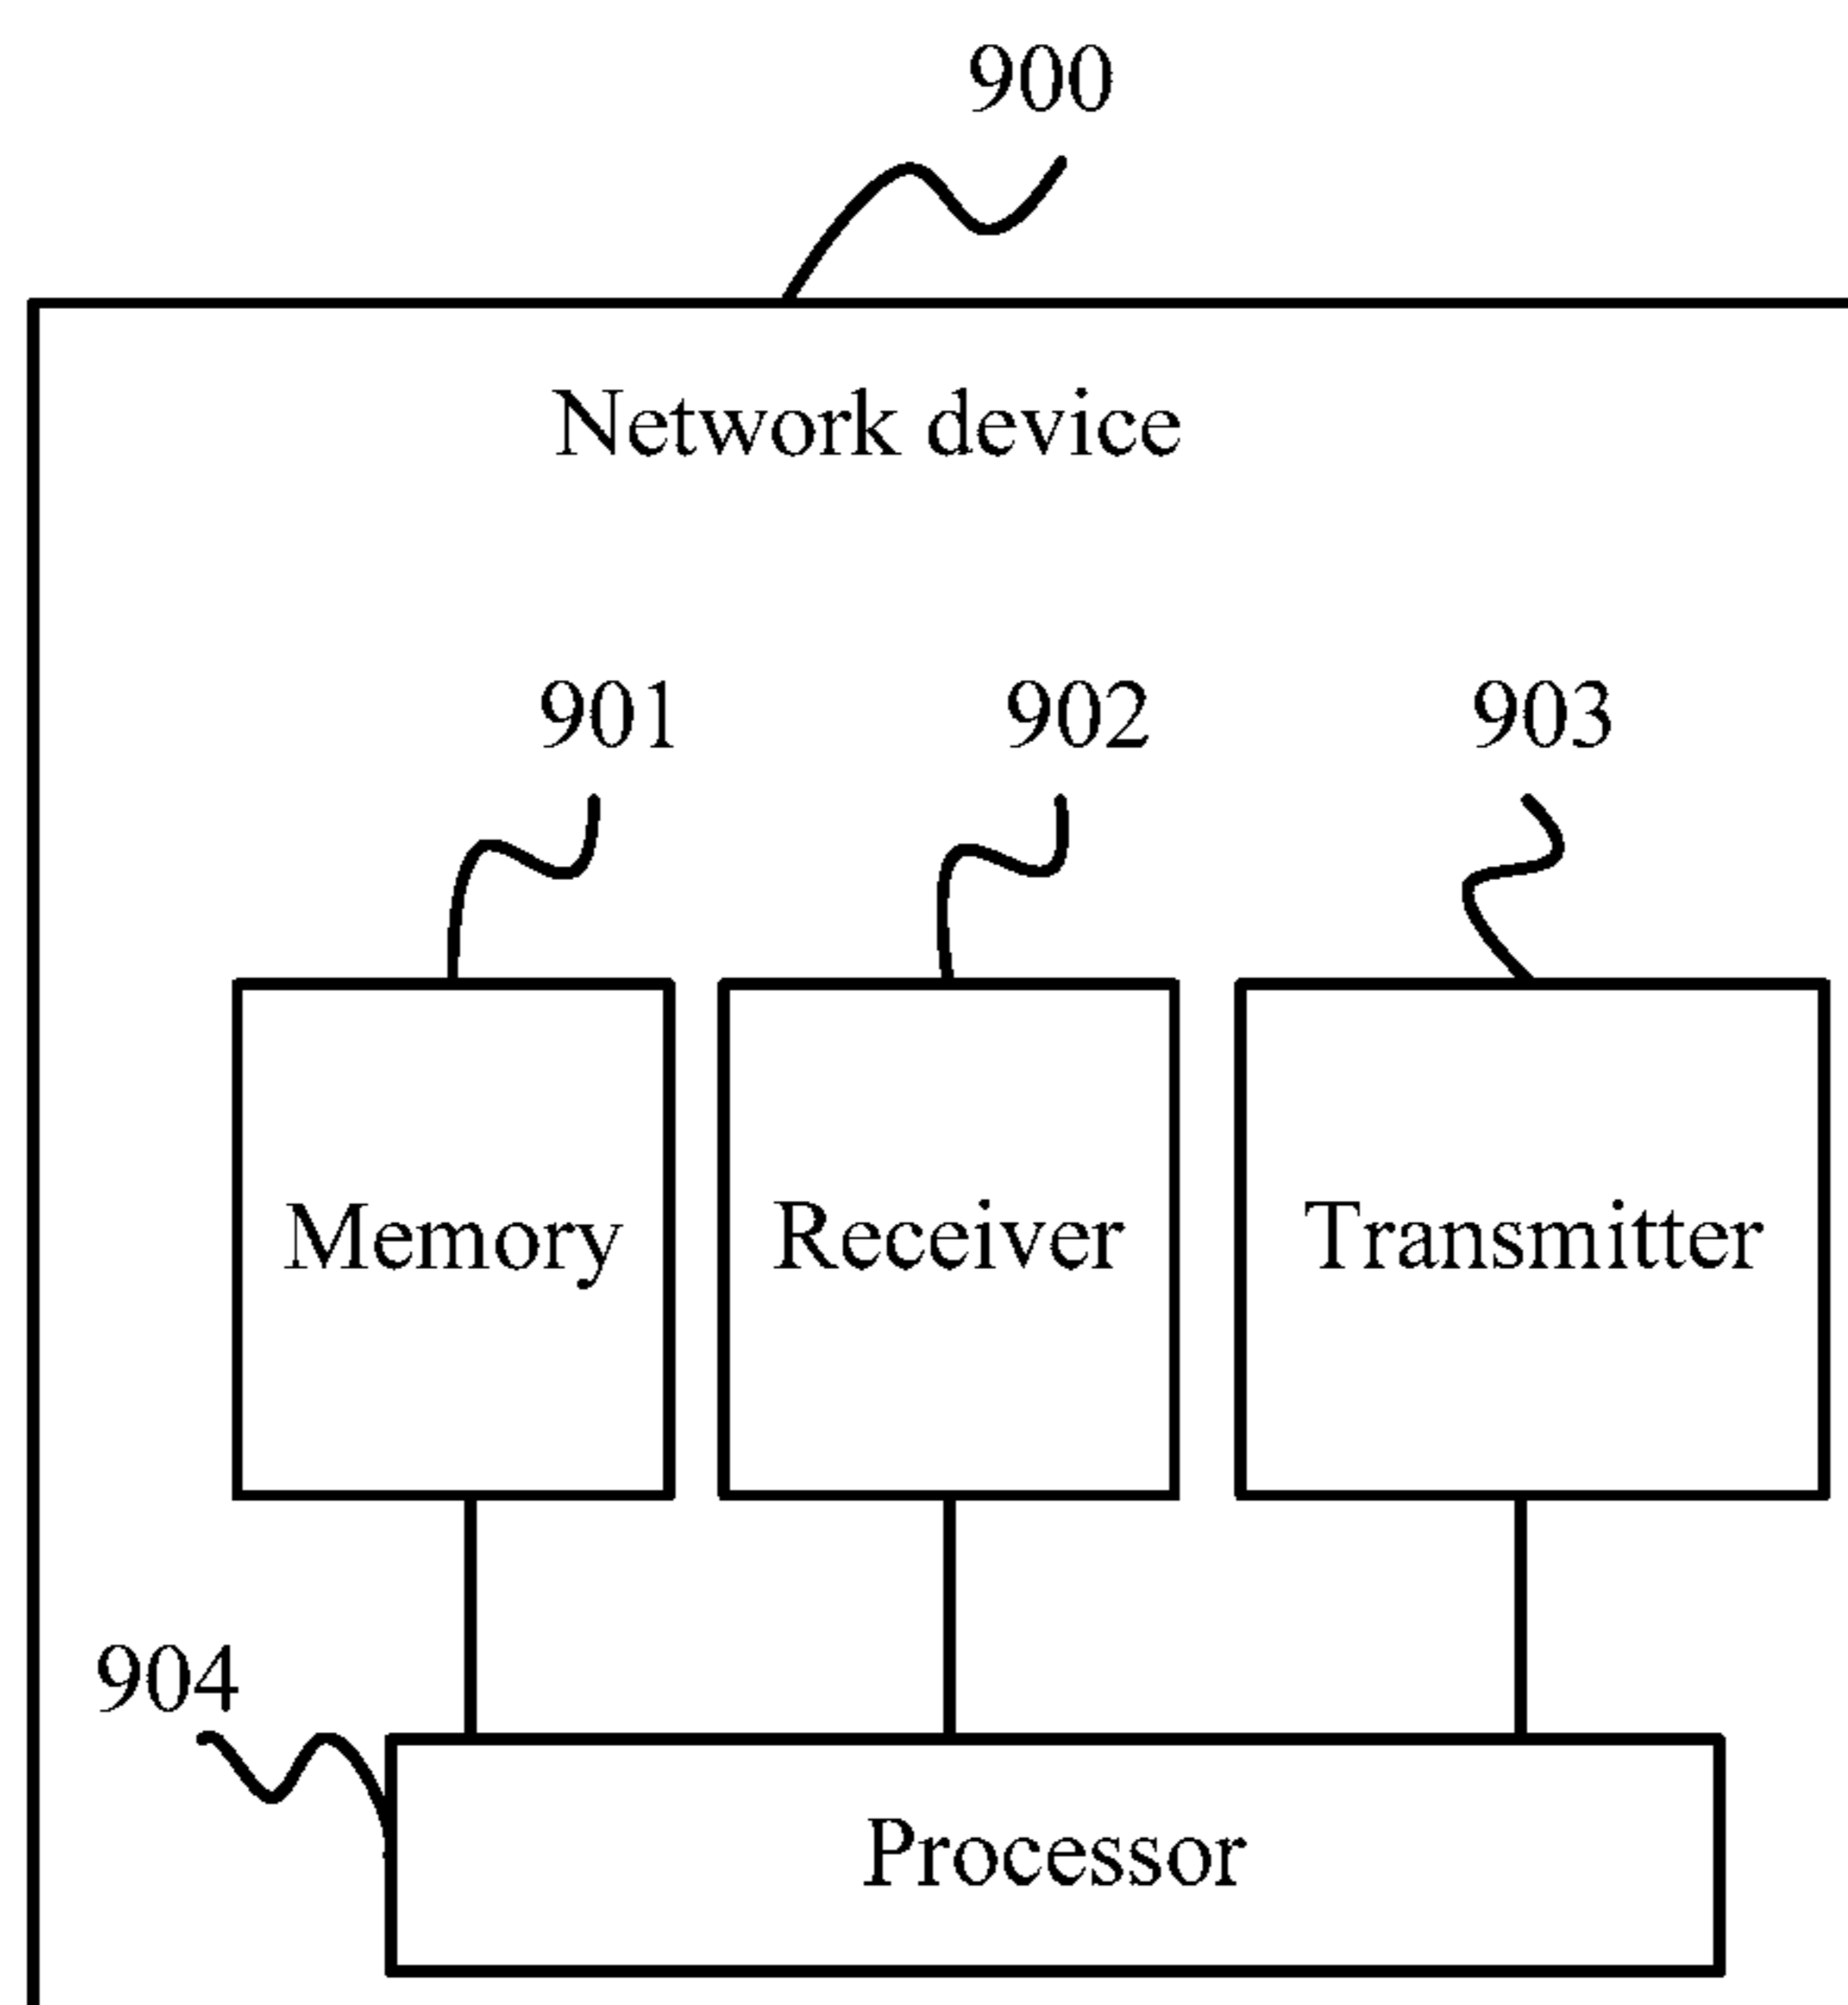 900
Network device
901
902
903
Memory
Receiver
Transmitter
904
Processor